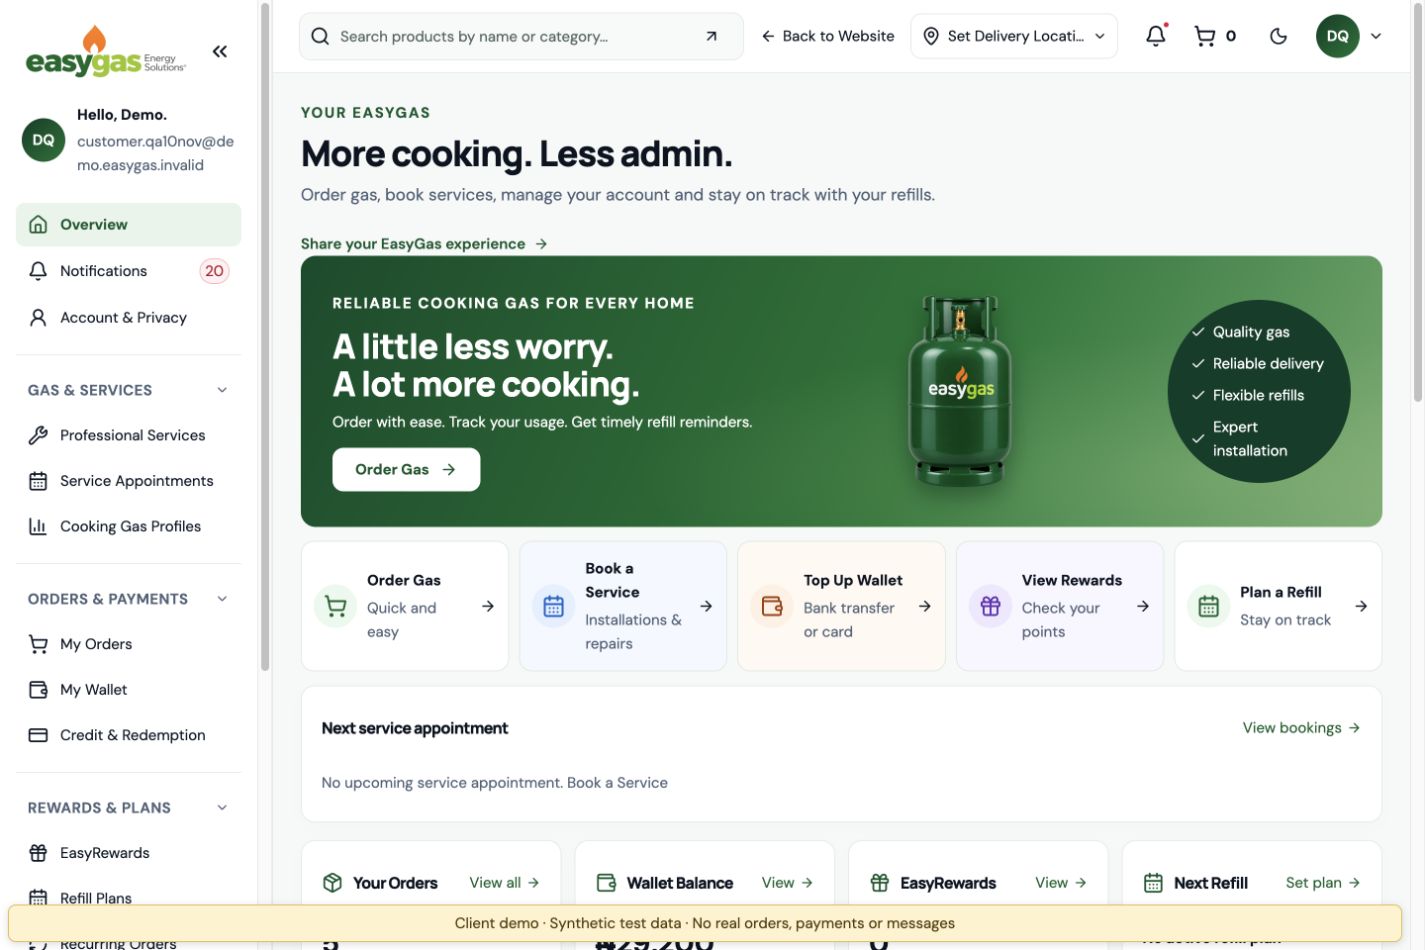 easygas Energy Solutions
Hello, Demo.
DQ
customer.qa10nov@de
mo.easygas.invalid
Overview
Notifications 20
Account & Privacy
GAS & SERVICES
Professional Services
Service Appointments
Cooking Gas Profiles
ORDERS & PAYMENTS
My Orders
My Wallet
Credit & Redemption
REWARDS & PLANS
EasyRewards
Refill Plans
Recurring Orders
Search products by name or category...
Back to Website
Set Delivery Locati...
0
DQ
YOUR EASYGAS
More cooking. Less admin.
Order gas, book services, manage your account and stay on track with your refills.
Share your EasyGas experience
RELIABLE COOKING GAS FOR EVERY HOME
A little less worry.
A lot more cooking.
Order with ease. Track your usage. Get timely refill reminders.
Order Gas
easygas
Quality gas
Reliable delivery
Flexible refills
Expert
installation
Order Gas
Quick and
easy
Book a
Service
Installations &
repairs
Top Up Wallet
Bank transfer
or card
View Rewards
Check your
points
Plan a Refill
Stay on track
Next service appointment
View bookings
No upcoming service appointment. Book a Service
Your Orders
View all
5
Wallet Balance
View
₦29,200
EasyRewards
View
0
Next Refill
Set plan
No active refill plan
Client demo · Synthetic test data · No real orders, payments or messages